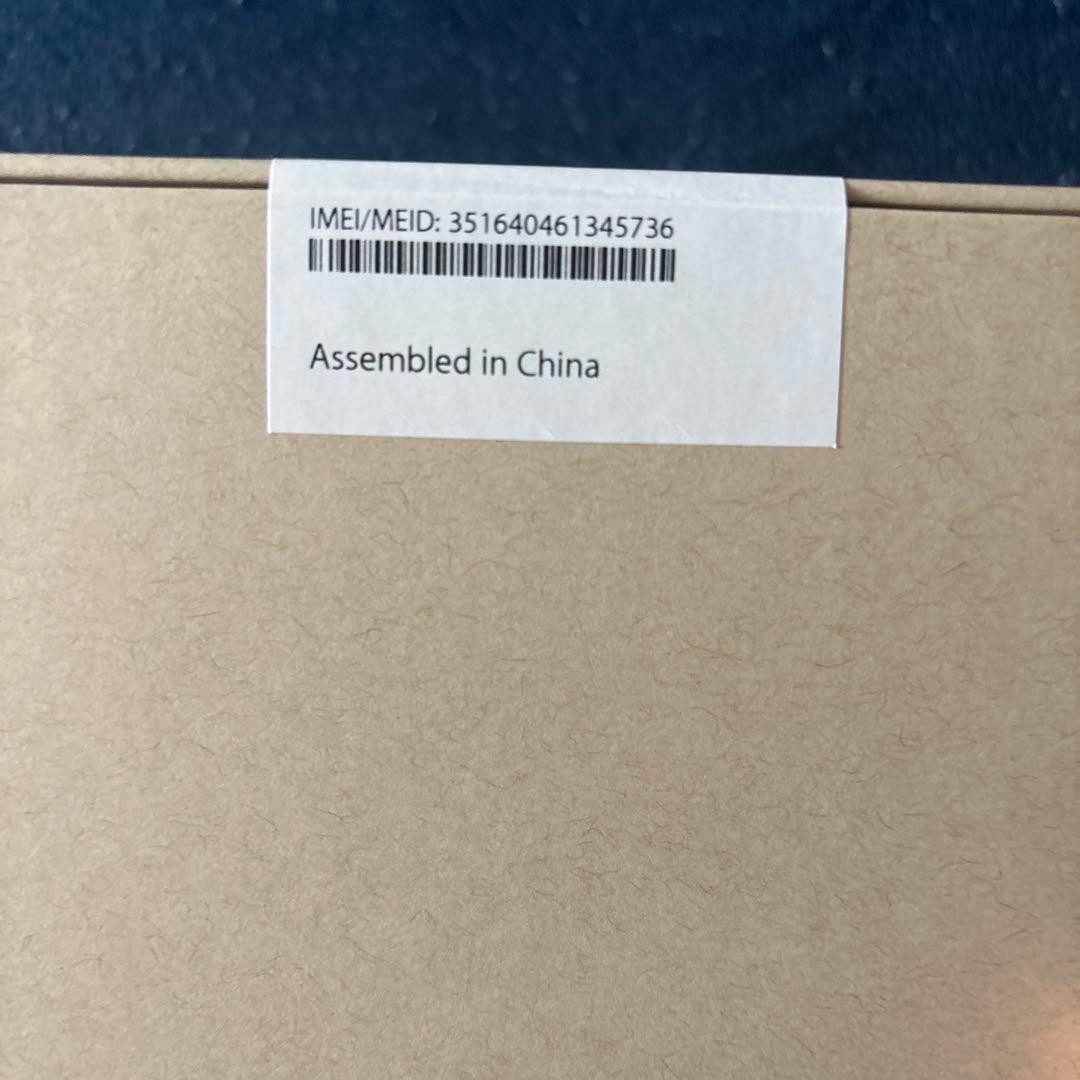 IMEI/MEID: 351640461345736
Assembled in China